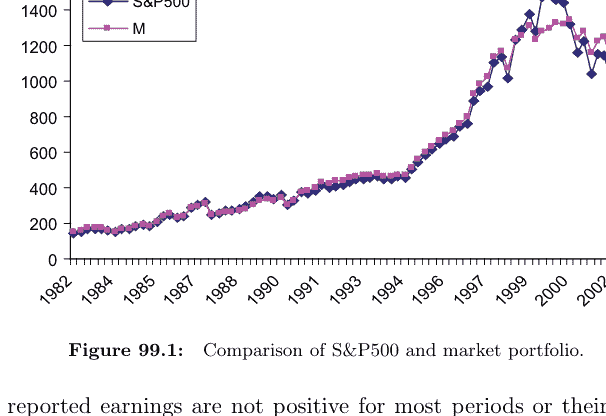 S&P500
M
1400
1200
1000
800
600
400
200
0
1982 1984 1985 1987 1988 1990 1991 1993 1994 1996 1997 1999 2000 2002
Figure 99.1: Comparison of S&P500 and market portfolio.
reported earnings are not positive for most periods or their